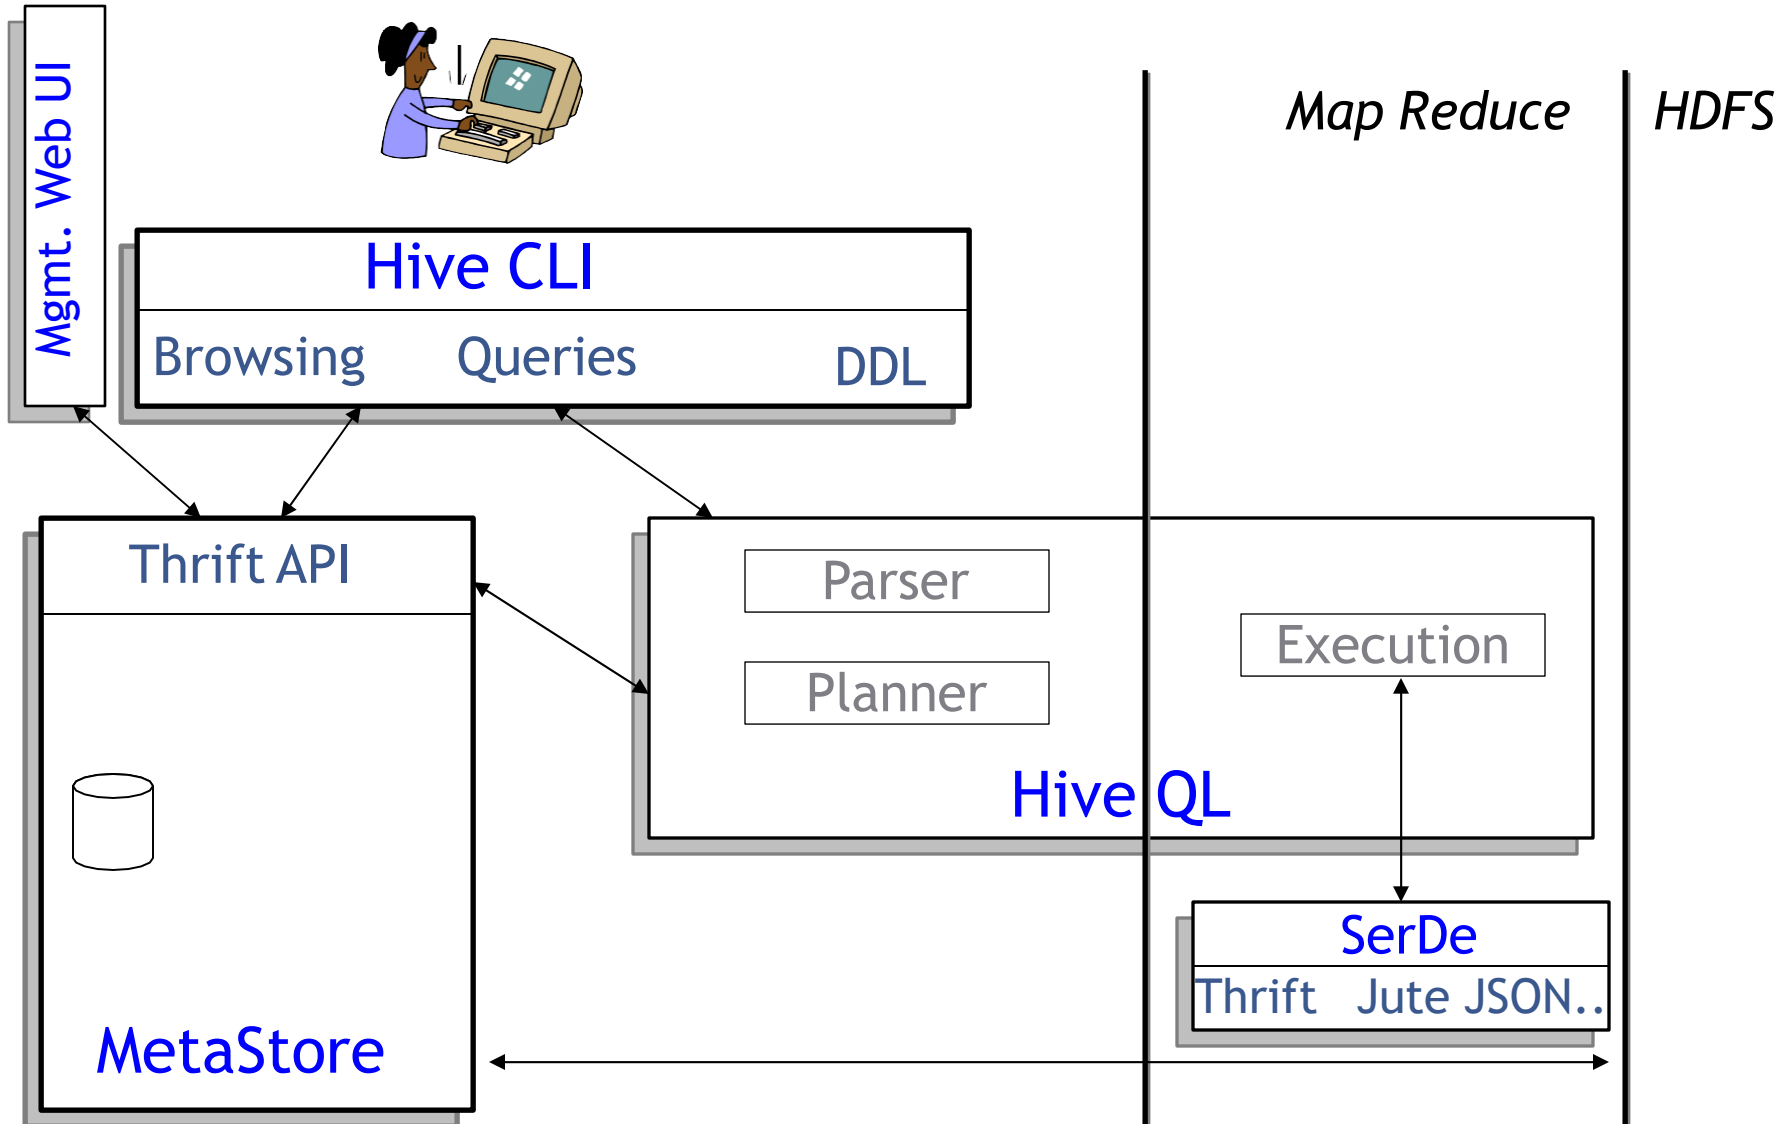 Mgmt. Web UI
Map Reduce
HDFS
Hive CLI
Browsing Queries DDL
Thrift API
Parser
Execution
Planner
Hive QL
SerDe
Thrift Jute JSON..
MetaStore